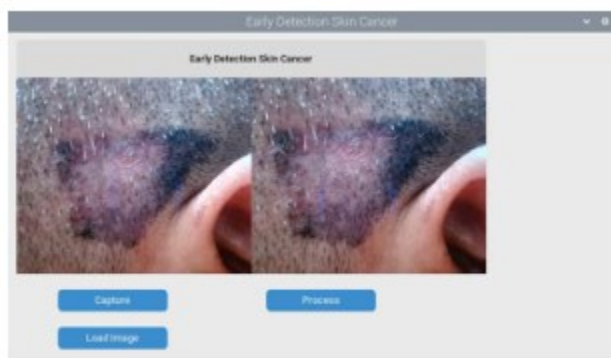 Early Detection Skin Cancer
Early Detection Skin Cancer
Capture
Process
Load Image